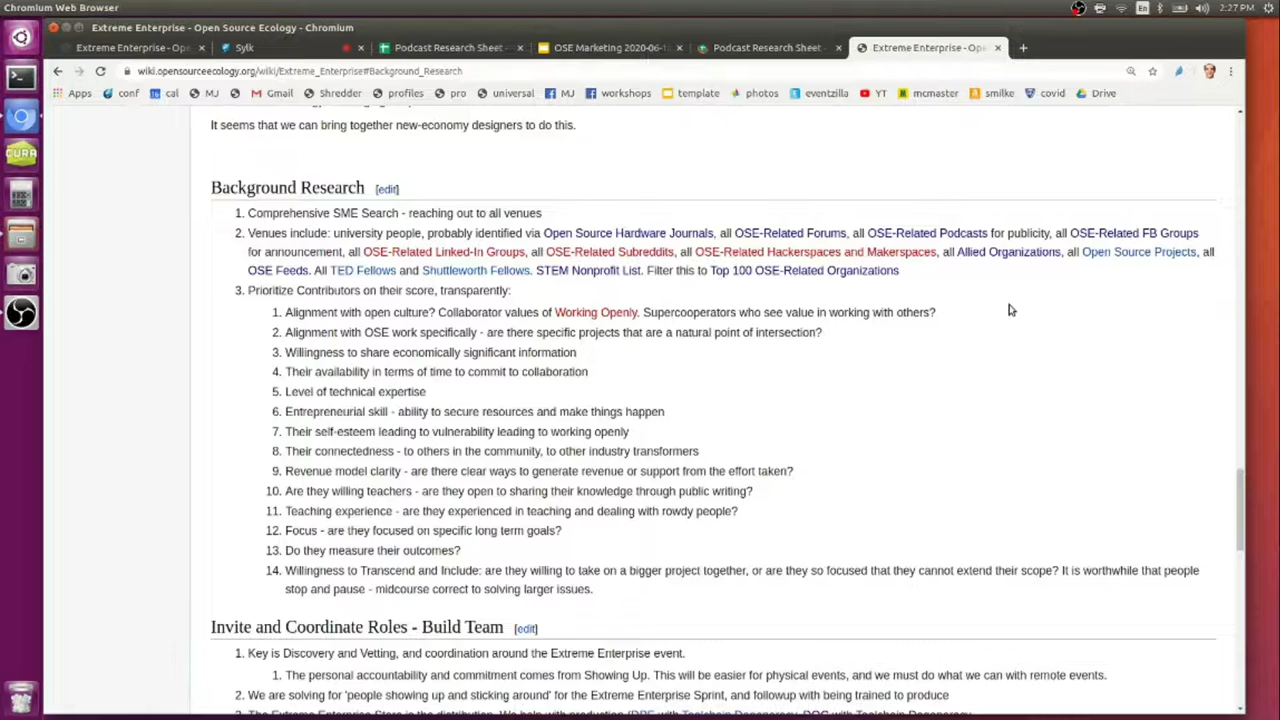 Chromium Web Browser
En
2:27 PM
Extreme Enterprise - Open Source Ecology - Chromium
Extreme Enterprise - Ope
Sylk
Podcast Research Sheet -
OSE Marketing 2020-06-1
Podcast Research Sheet -
Extreme Enterprise - Ope
wiki.opensourceecology.org/wiki/Extreme_Enterprise#Background_Research
Apps conf cal MJ Gmail Shredder profiles pro universal MJ workshops template photos eventzilla YT mcmaster smilke covid Drive
It seems that we can bring together new-economy designers to do this.
Background Research [edit]
1. Comprehensive SME Search - reaching out to all venues
2. Venues include: university people, probably identified via Open Source Hardware Journals, all OSE-Related Forums, all OSE-Related Podcasts for publicity, all OSE-Related FB Groups
for announcement, all OSE-Related Linked-In Groups, all OSE-Related Subreddits, all OSE-Related Hackerspaces and Makerspaces, all Allied Organizations, all Open Source Projects, all
OSE Feeds. All TED Fellows and Shuttleworth Fellows. STEM Nonprofit List. Filter this to Top 100 OSE-Related Organizations
3. Prioritize Contributors on their score, transparently:
1. Alignment with open culture? Collaborator values of Working Openly. Supercooperators who see value in working with others?
2. Alignment with OSE work specifically - are there specific projects that are a natural point of intersection?
3. Willingness to share economically significant information
4. Their availability in terms of time to commit to collaboration
5. Level of technical expertise
6. Entrepreneurial skill - ability to secure resources and make things happen
7. Their self-esteem leading to vulnerability leading to working openly
8. Their connectedness - to others in the community, to other industry transformers
9. Revenue model clarity - are there clear ways to generate revenue or support from the effort taken?
10. Are they willing teachers - are they open to sharing their knowledge through public writing?
11. Teaching experience - are they experienced in teaching and dealing with rowdy people?
12. Focus - are they focused on specific long term goals?
13. Do they measure their outcomes?
14. Willingness to Transcend and Include: are they willing to take on a bigger project together, or are they so focused that they cannot extend their scope? It is worthwhile that people
stop and pause - midcourse correct to solving larger issues.
Invite and Coordinate Roles - Build Team [edit]
1. Key is Discovery and Vetting, and coordination around the Extreme Enterprise event.
1. The personal accountability and commitment comes from Showing Up. This will be easier for physical events, and we must do what we can with remote events.
2. We are solving for 'people showing up and sticking around' for the Extreme Enterprise Sprint, and followup with being trained to produce